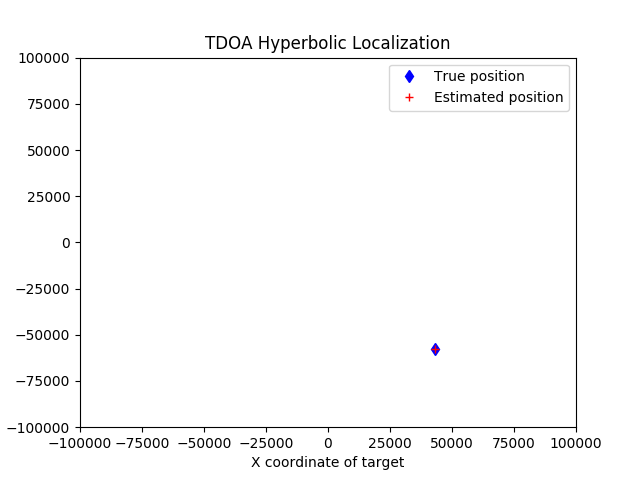 TDOA Hyperbolic Localization
100000
75000
50000
25000
0
−25000
−50000
−75000
−100000
True position
Estimated position
−100000 −75000 −50000 −25000 0 25000 50000 75000 100000
X coordinate of target